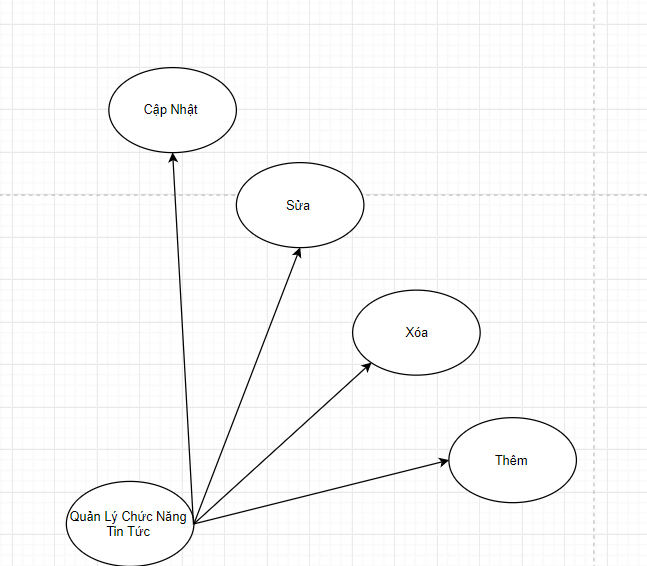 Cập Nhật
Sửa
Xóa
Thêm
Quản Lý Chức Năng
Tin Tức